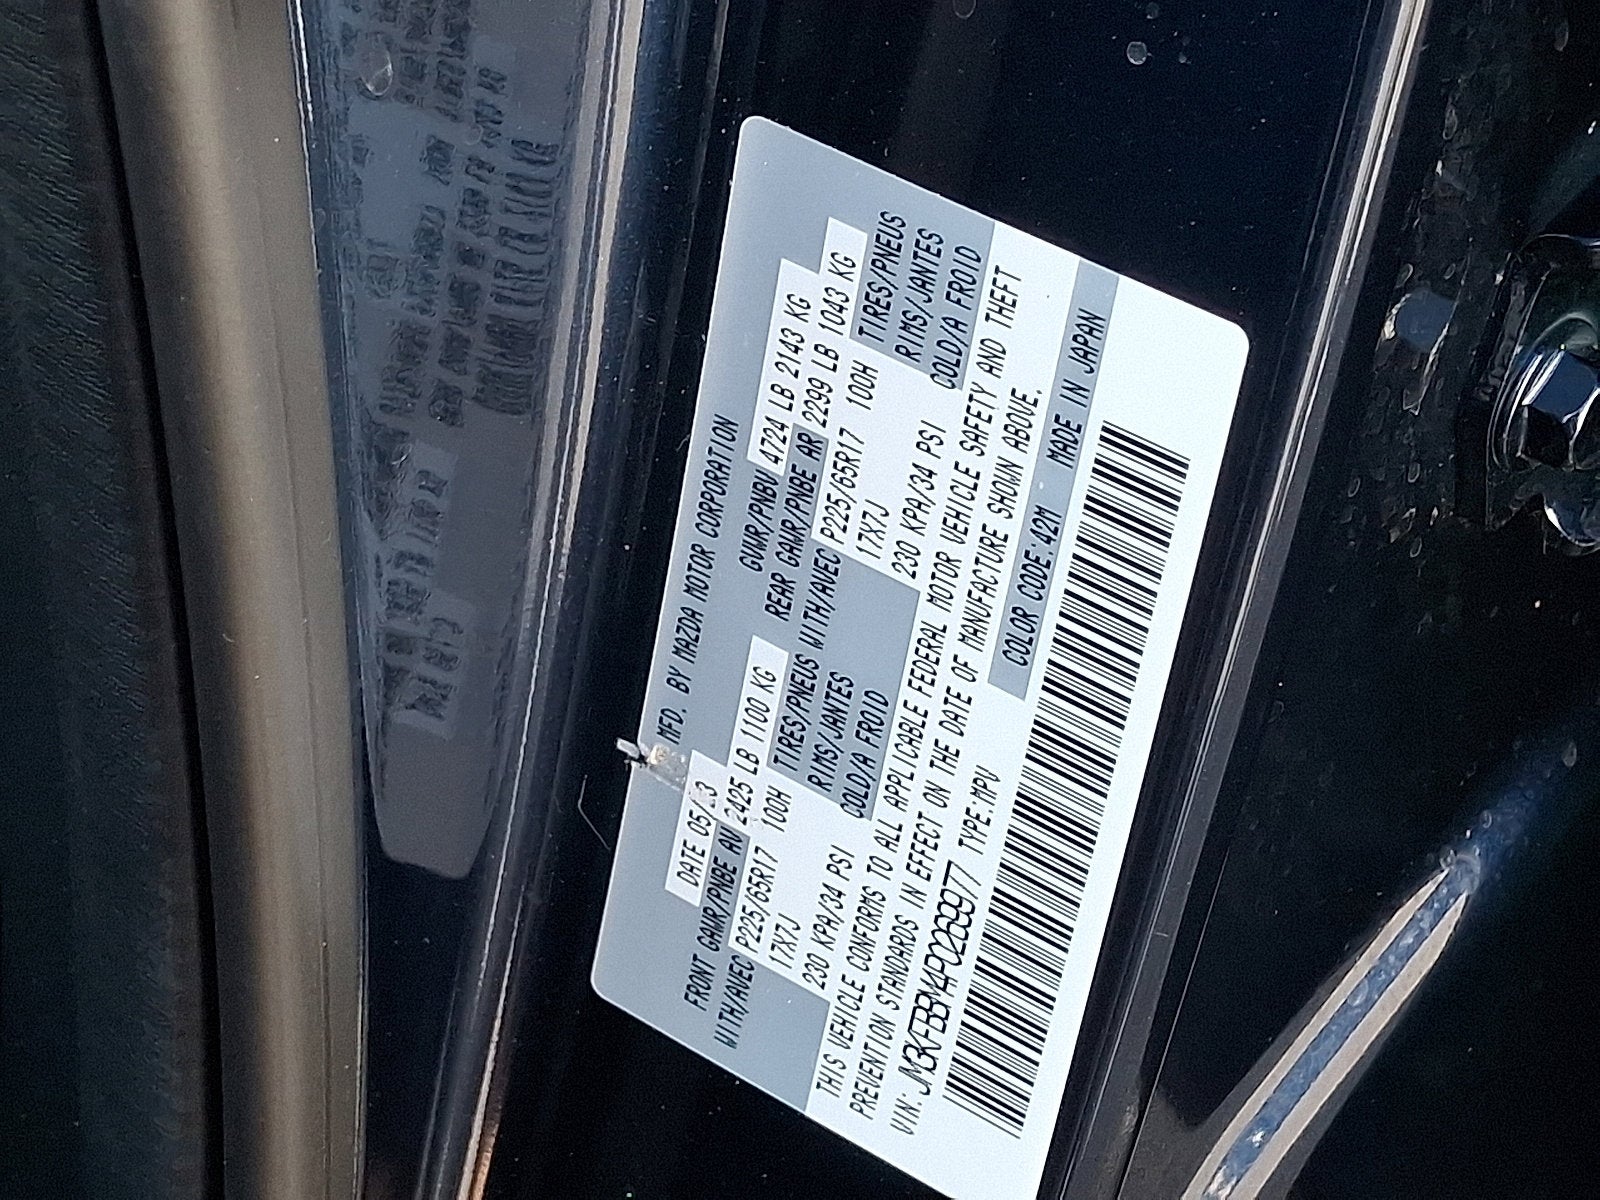 MFD. BY MAZDA MOTOR CORPORATION
DATE 05/23 GVWR/PNBV 4724 LB 2143 KG
FRONT GAWR/PNBE AV 2425 LB 1100 KG REAR GAWR/PNBE AR 2299 LB 1043 KG
WITH/AVEC P225/65R17 100H TIRES/PNEUS WITH/AVEC P225/65R17 100H TIRES/PNEUS
17X7J RIMS/JANTES 17X7J RIMS/JANTES
230 KPA/34 PSI COLD/A FROID 230 KPA/34 PSI COLD/A FROID
THIS VEHICLE CONFORMS TO ALL APPLICABLE FEDERAL MOTOR VEHICLE SAFETY AND THEFT
PREVENTION STANDARDS IN EFFECT ON THE DATE OF MANUFACTURE SHOWN ABOVE.
VIN: JM3KFBBM4P0269977 TYPE:MPV COLOR CODE:42M MADE IN JAPAN